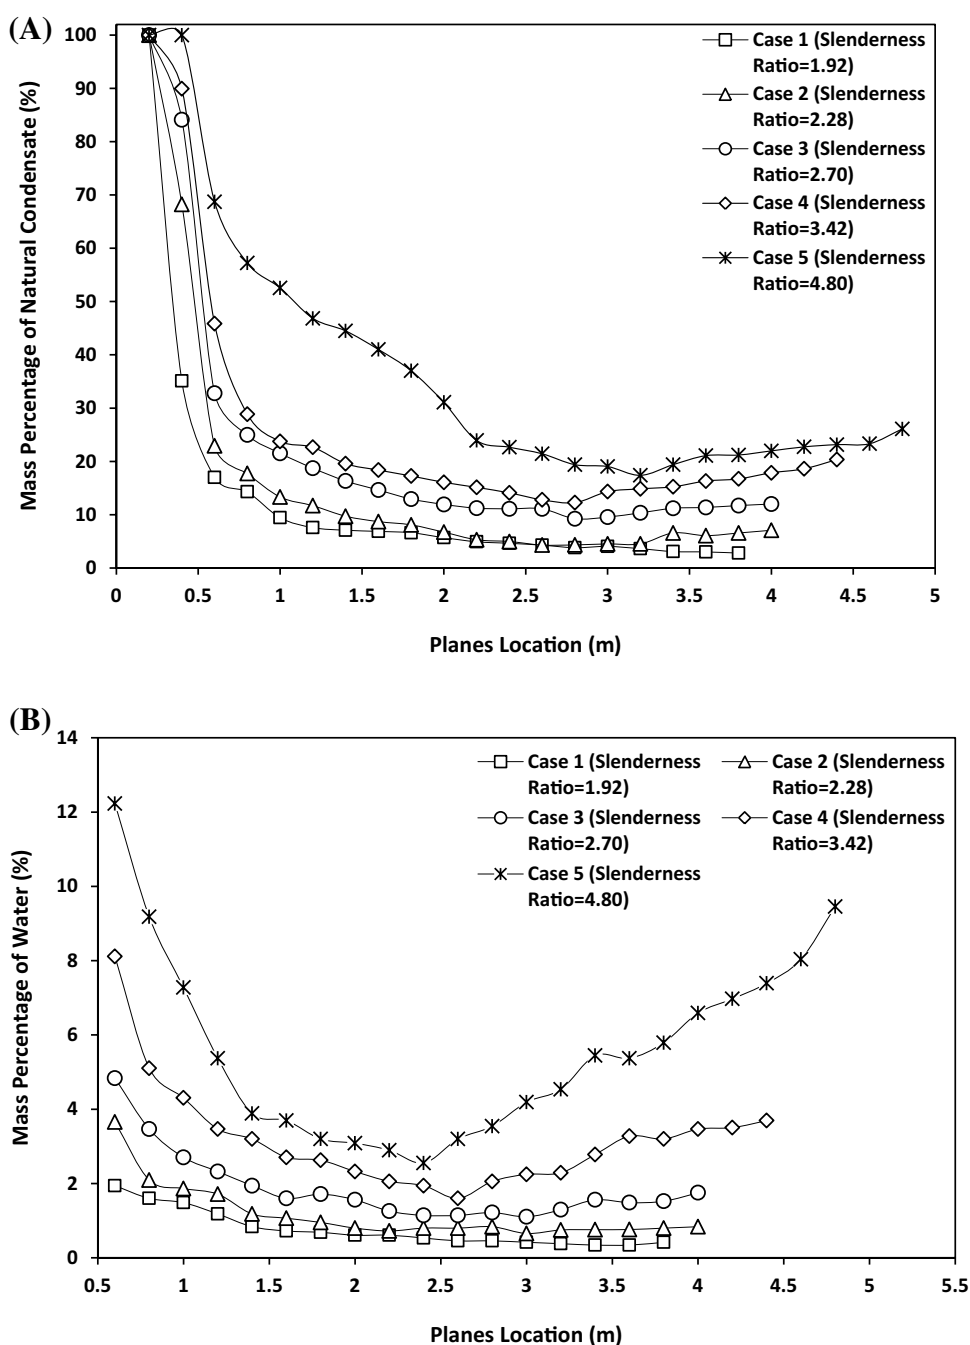 (A)
Mass Percentage of Natural Condensate (%)
100
90
80
70
60
50
40
30
20
10
0
0 0.5 1 1.5 2 2.5 3 3.5 4 4.5 5
Planes Location (m)
Case 1 (Slenderness
Ratio=1.92)
Case 2 (Slenderness
Ratio=2.28)
Case 3 (Slenderness
Ratio=2.70)
Case 4 (Slenderness
Ratio=3.42)
Case 5 (Slenderness
Ratio=4.80)
(B)
Mass Percentage of Water (%)
14
12
10
8
6
4
2
0
0.5 1 1.5 2 2.5 3 3.5 4 4.5 5 5.5
Planes Location (m)
Case 1 (Slenderness
Ratio=1.92)
Case 2 (Slenderness
Ratio=2.28)
Case 3 (Slenderness
Ratio=2.70)
Case 4 (Slenderness
Ratio=3.42)
Case 5 (Slenderness
Ratio=4.80)